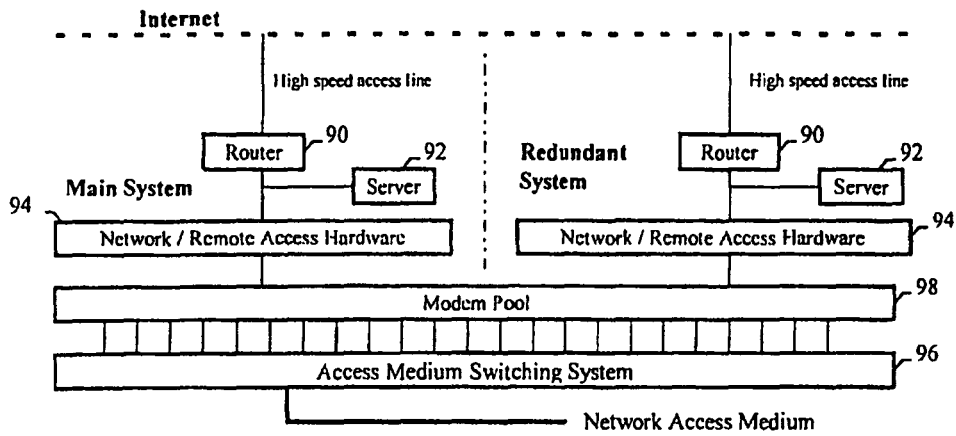 Internet
High speed access line
High speed access line
90
Router
92
Server
Main System
Redundant
System
90
Router
92
Server
94
Network / Remote Access Hardware
Network / Remote Access Hardware
94
Modem Pool
98
Access Medium Switching System
96
Network Access Medium